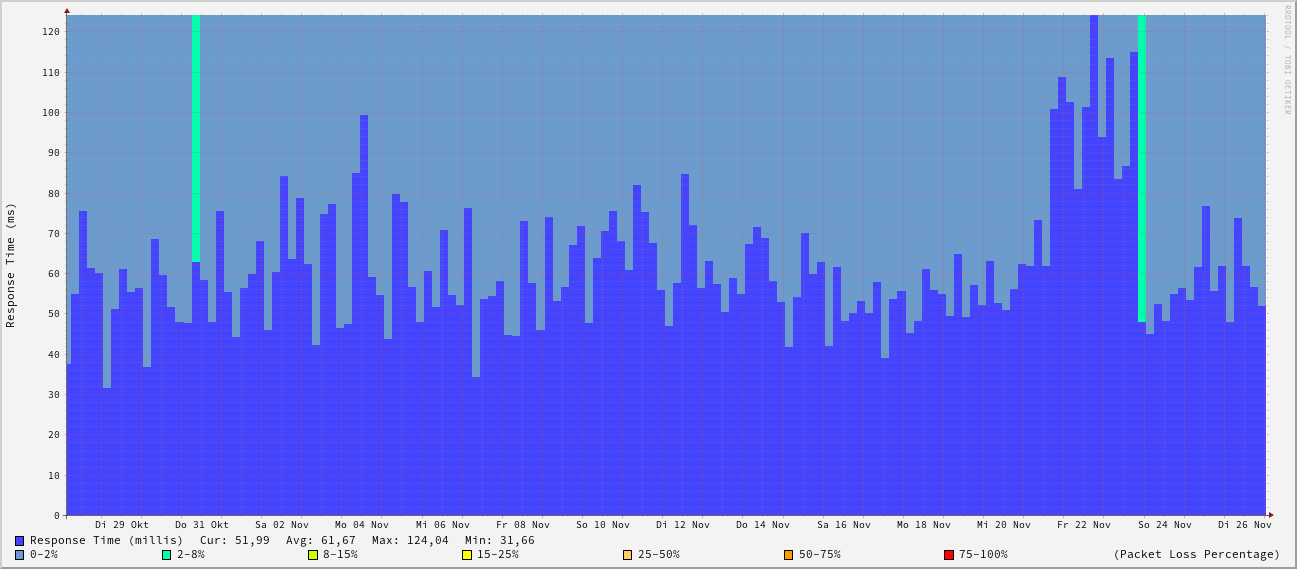 RRDTOOL / TOBI OETIKER
Response Time (ms)
120
110
100
90
80
70
60
50
40
30
20
10
0
Di 29 Okt Do 31 Okt Sa 02 Nov Mo 04 Nov Mi 06 Nov Fr 08 Nov So 10 Nov Di 12 Nov Do 14 Nov Sa 16 Nov Mo 18 Nov Mi 20 Nov Fr 22 Nov So 24 Nov Di 26 Nov
Response Time (millis) Cur: 51,99 Avg: 61,67 Max: 124,04 Min: 31,66
0-2% 2-8% 8-15% 15-25% 25-50% 50-75% 75-100% (Packet Loss Percentage)